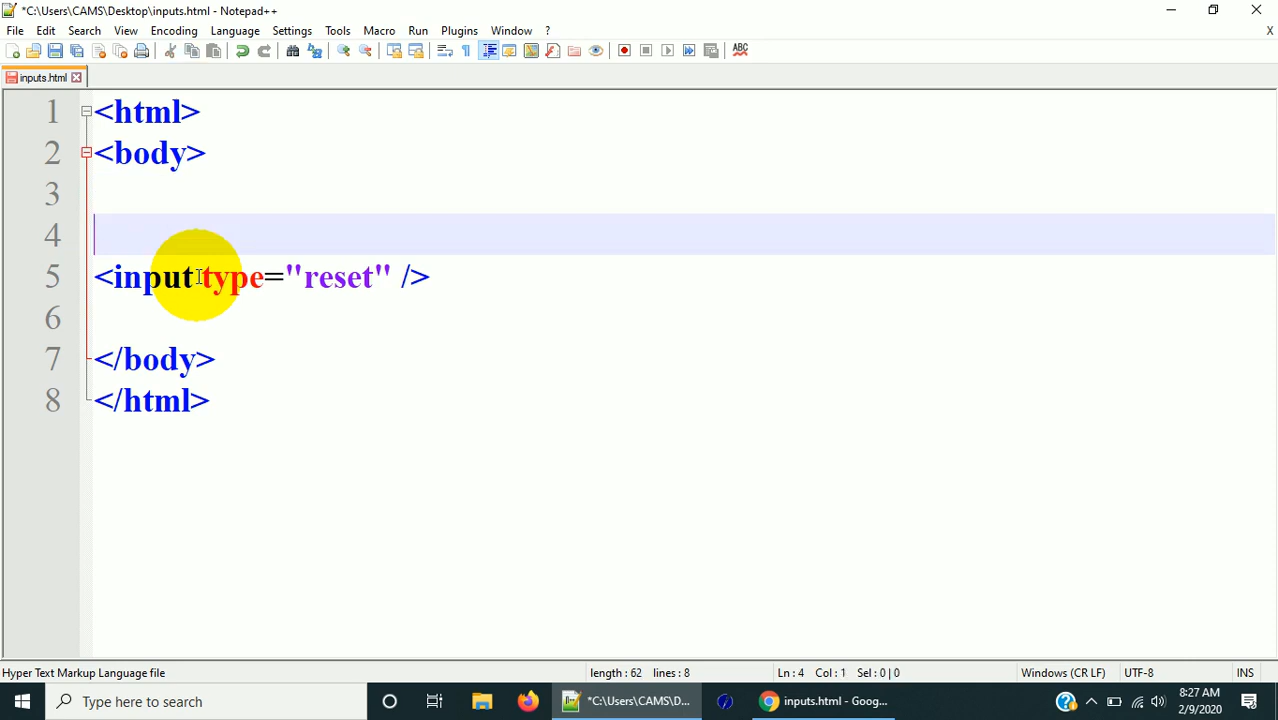 *C:\Users\CAMS\Desktop\inputs.html - Notepad++
File Edit Search View Encoding Language Settings Tools Macro Run Plugins Window ? X
ABC
inputs.html
1 <html>
2 <body>
3
4
5 <input type="reset" />
6
7 </body>
8 </html>
Hyper Text Markup Language file length : 62 lines : 8 Ln : 4 Col : 1 Sel : 0 | 0 Windows (CR LF) UTF-8 INS
Type here to search *C:\Users\CAMS\D... inputs.html - Goog... 8:27 AM
2/9/2020